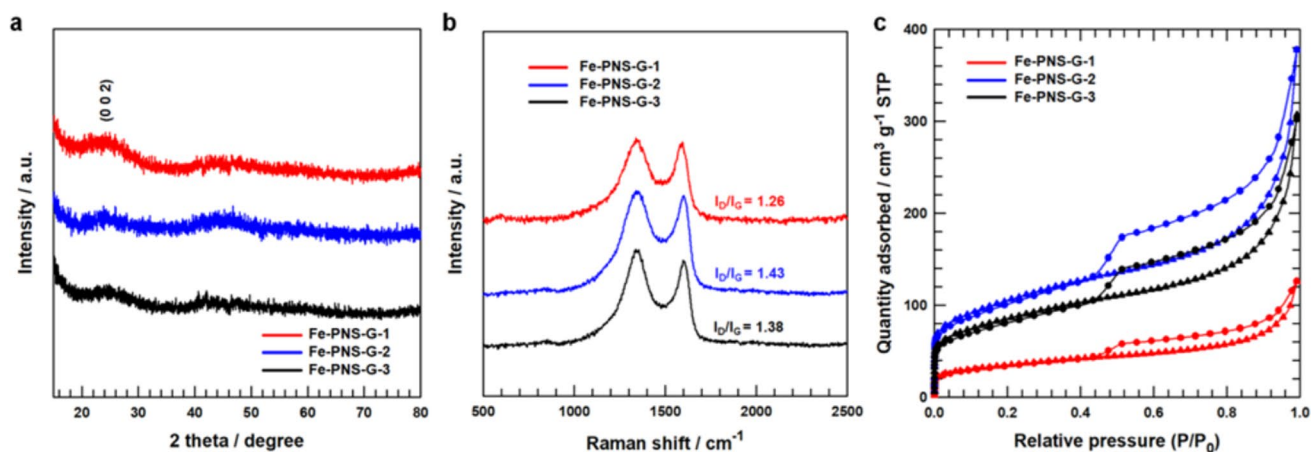 a
Intensity / a.u.
(0 0 2)
Fe-PNS-G-1
Fe-PNS-G-2
Fe-PNS-G-3
20 30 40 50 60 70 80
2 theta / degree
b
Intensity / a.u.
Fe-PNS-G-1
Fe-PNS-G-2
Fe-PNS-G-3
I_D/I_G = 1.26
I_D/I_G = 1.43
I_D/I_G = 1.38
500 1000 1500 2000 2500
Raman shift / cm⁻¹
c
Quantity adsorbed / cm³ g⁻¹ STP
400
300
200
100
0
Fe-PNS-G-1
Fe-PNS-G-2
Fe-PNS-G-3
0.0 0.2 0.4 0.6 0.8 1.0
Relative pressure (P/P₀)